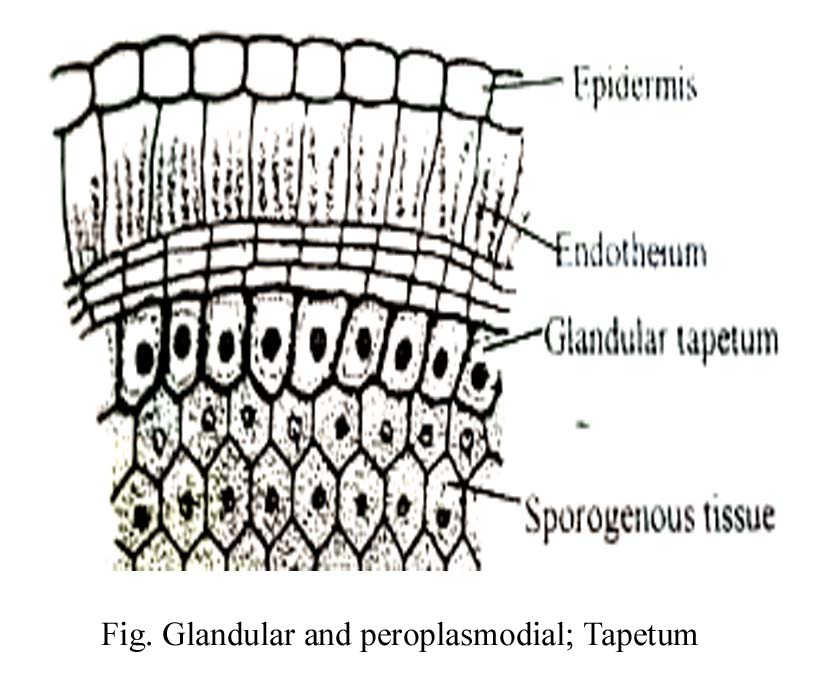 Epidermis
Endotheium
Glandular tapetum
Sporogenous tissue
Fig. Glandular and peroplasmodial; Tapetum